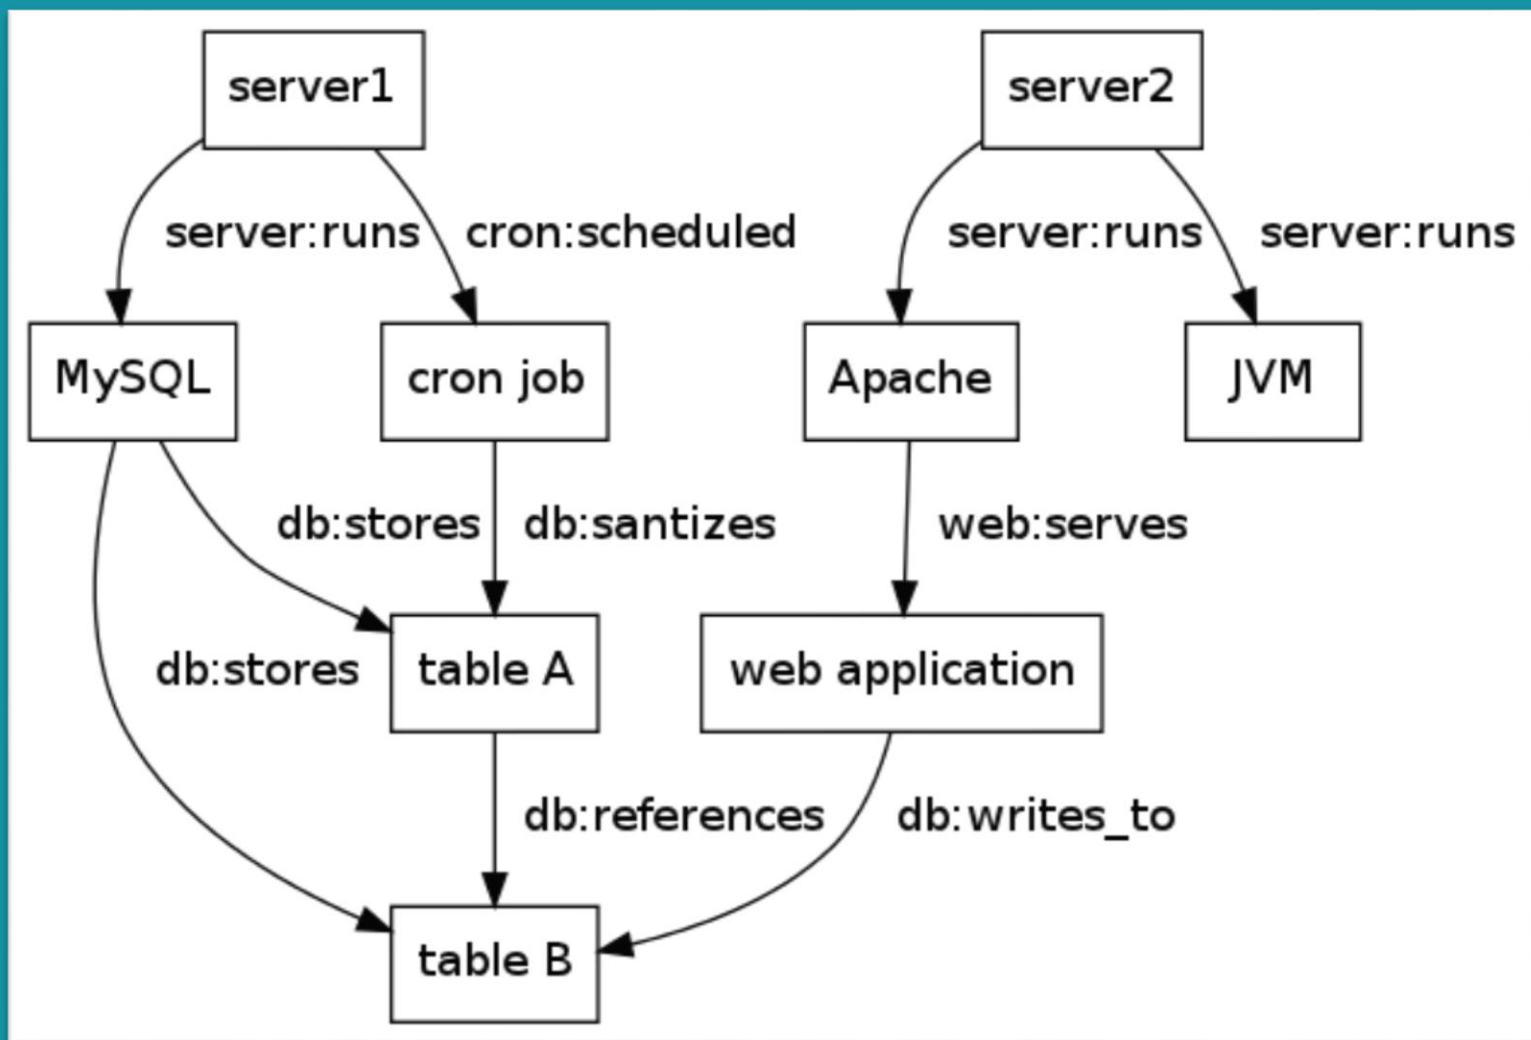 server1
server2
server:runs
cron:scheduled
server:runs
server:runs
MySQL
cron job
Apache
JVM
db:stores
db:santizes
web:serves
db:stores
table A
web application
db:references
db:writes_to
table B